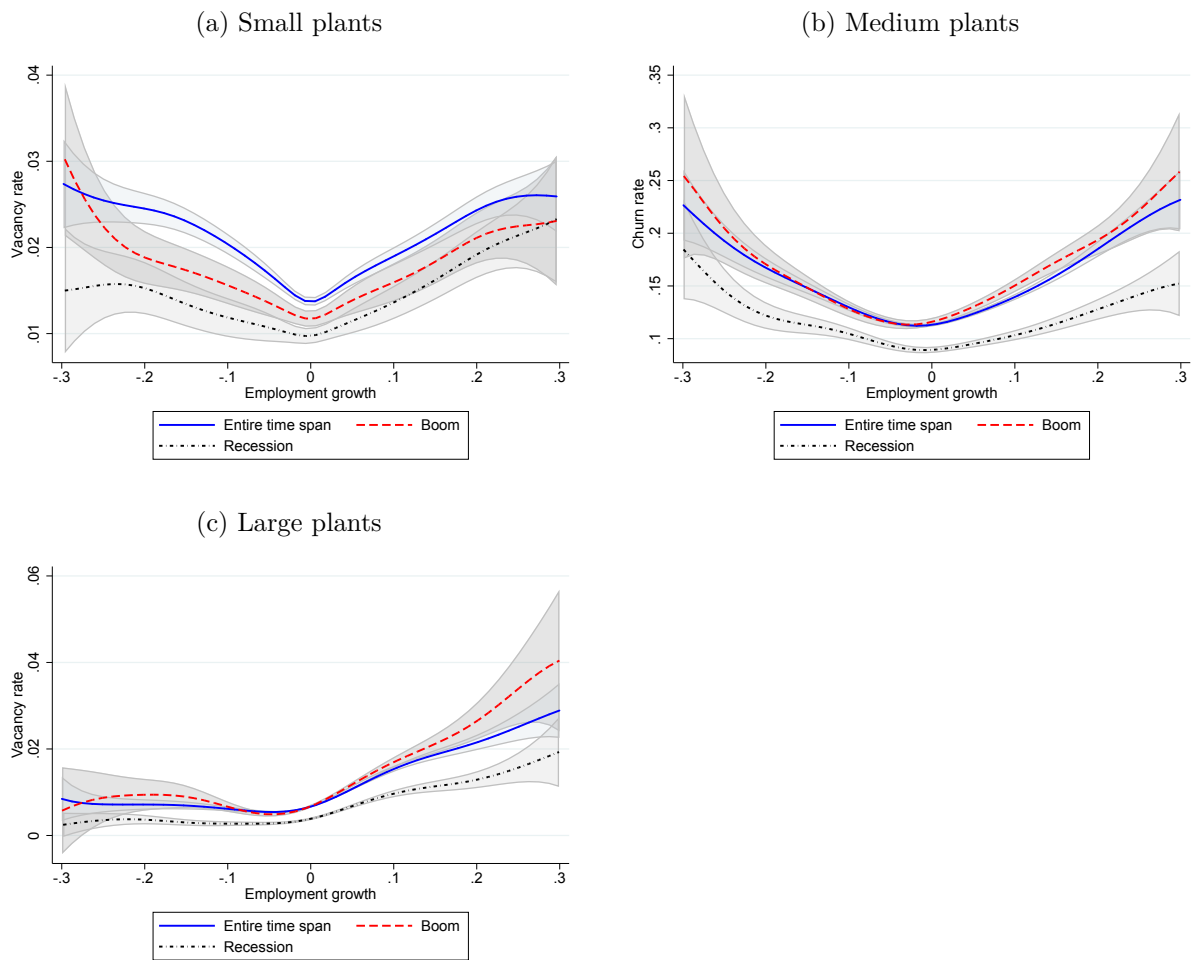 (a) Small plants
.04
.03
.02
.01
Vacancy rate
-.3 -.2 -.1 0 .1 .2 .3
Employment growth
Entire time span Boom
Recession
(b) Medium plants
.35
.3
.25
.2
.15
.1
Churn rate
-.3 -.2 -.1 0 .1 .2 .3
Employment growth
Entire time span Boom
Recession
(c) Large plants
.06
.04
.02
0
Vacancy rate
-.3 -.2 -.1 0 .1 .2 .3
Employment growth
Entire time span Boom
Recession